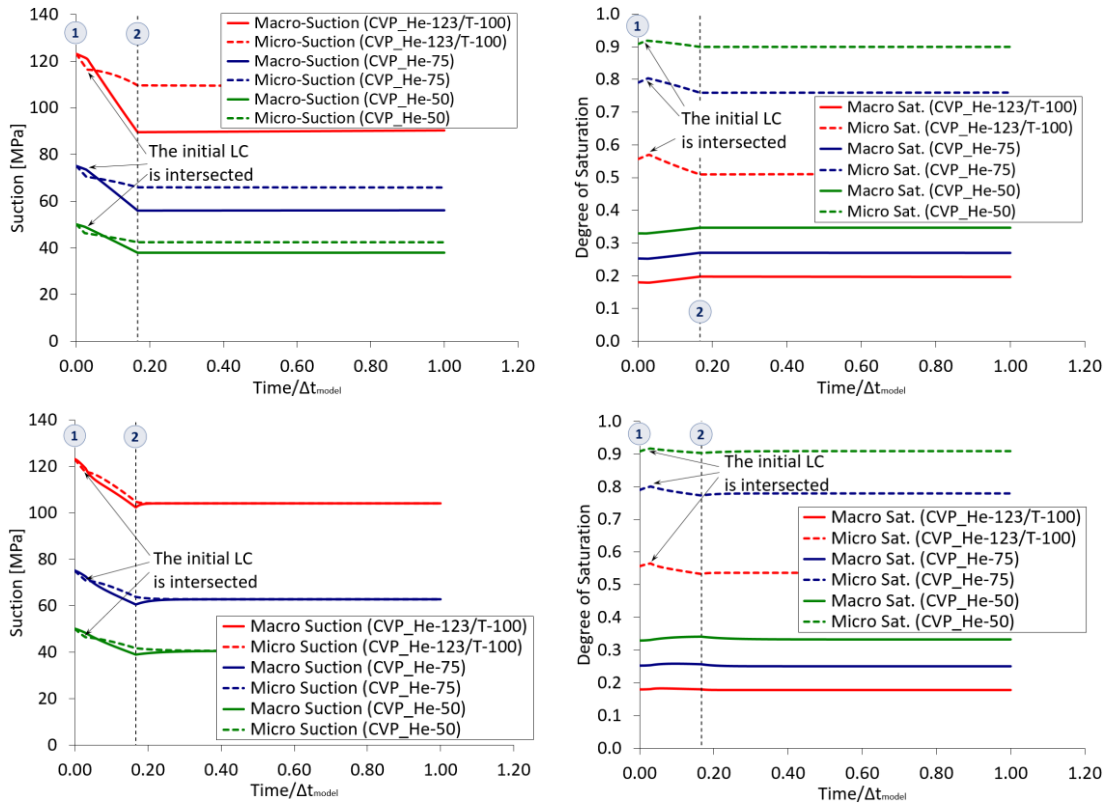 140
120
100
80
60
40
20
0
Suction [MPa]
1
2
Macro-Suction (CVP_He-123/T-100)
Micro-Suction (CVP_He-123/T-100)
Macro-Suction (CVP_He-75)
Micro-Suction (CVP_He-75)
Macro-Suction (CVP_He-50)
Micro-Suction (CVP_He-50)
The initial LC
is intersected
0.00 0.20 0.40 0.60 0.80 1.00 1.20
Time/Δtmodel
1.0
0.9
0.8
0.7
0.6
0.5
0.4
0.3
0.2
0.1
0.0
Degree of Saturation
1
The initial LC
is intersected
Macro Sat. (CVP_He-123/T-100)
Micro Sat. (CVP_He-123/T-100)
Macro Sat. (CVP_He-75)
Micro Sat. (CVP_He-75)
Macro Sat. (CVP_He-50)
Micro Sat. (CVP_He-50)
2
0.00 0.20 0.40 0.60 0.80 1.00 1.20
Time/Δtmodel
140
120
100
80
60
40
20
0
Suction [MPa]
1
2
The initial LC
is intersected
Macro Suction (CVP_He-123/T-100)
Micro Suction (CVP_He-123/T-100)
Macro Suction (CVP_He-75)
Micro Suction (CVP_He-75)
Macro Suction (CVP_He-50)
Micro Suction (CVP_He-50)
0.00 0.20 0.40 0.60 0.80 1.00 1.20
Time/Δtmodel
1.0
0.9
0.8
0.7
0.6
0.5
0.4
0.3
0.2
0.1
0.0
Degree of Saturation
1
2
The initial LC
is intersected
Macro Sat. (CVP_He-123/T-100)
Micro Sat. (CVP_He-123/T-100)
Macro Sat. (CVP_He-75)
Micro Sat. (CVP_He-75)
Macro Sat. (CVP_He-50)
Micro Sat. (CVP_He-50)
0.00 0.20 0.40 0.60 0.80 1.00 1.20
Time/Δtmodel